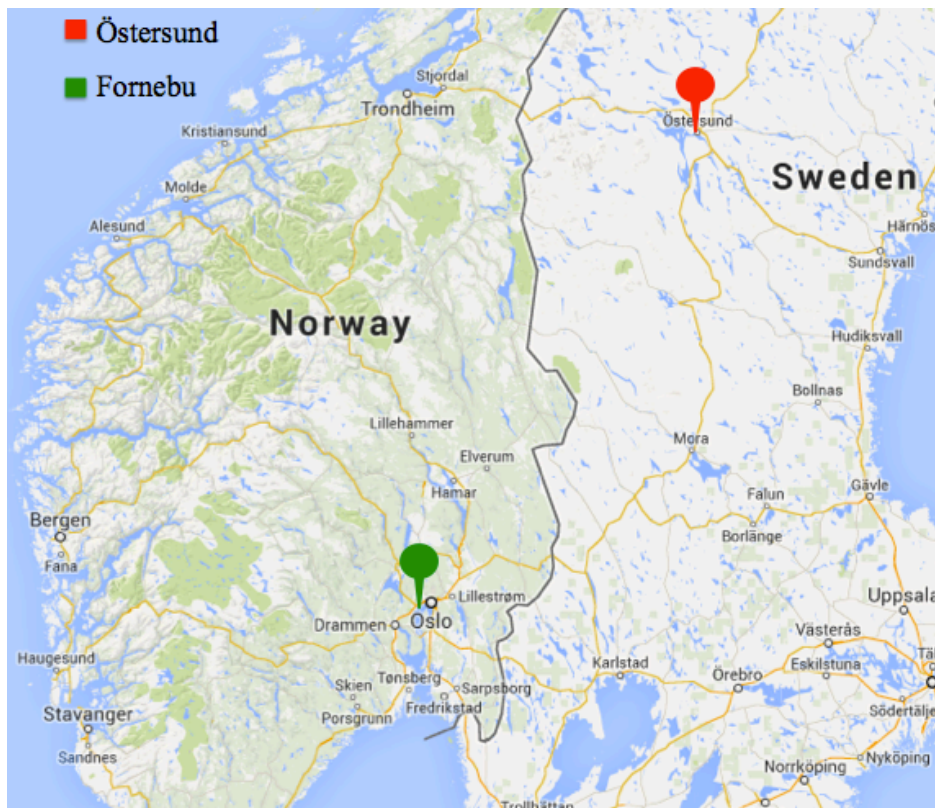 Östersund
Fornebu
Stjordal
Trondheim
Kristiansund
Östersund
Molde
Sweden
Alesund
Härnös
Sundsvall
Norway
Hudiksvall
Bollnas
Lillehammer
Mora
Elverum
Hamar
Gävle
Falun
Bergen
Borlänge
Fana
Lillestrøm
Uppsala
Oslo
Drammen
Västerås
Haugesund
Karlstad
Eskilstuna
Täl
Tønsberg
Örebro
Skien
Sarpsborg
Fredrikstad
Södertälje
Stavanger
Porsgrunn
Sandnes
Nyköping
Norrköping
Trollhättan